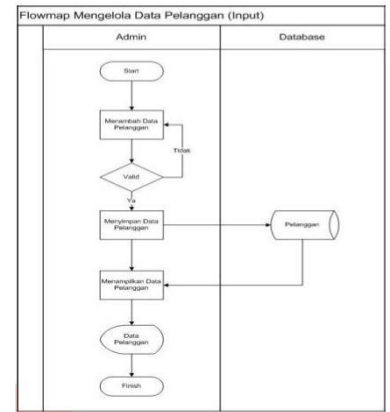 Flowmap Mengelola Data Pelanggan (Input)
Admin
Database
Start
Menambah Data
Pelanggan
Tidak
Valid
Ya
Menyimpan Data
Pelanggan
Pelanggan
Menampilkan Data
Pelanggan
Data
Pelanggan
Finish